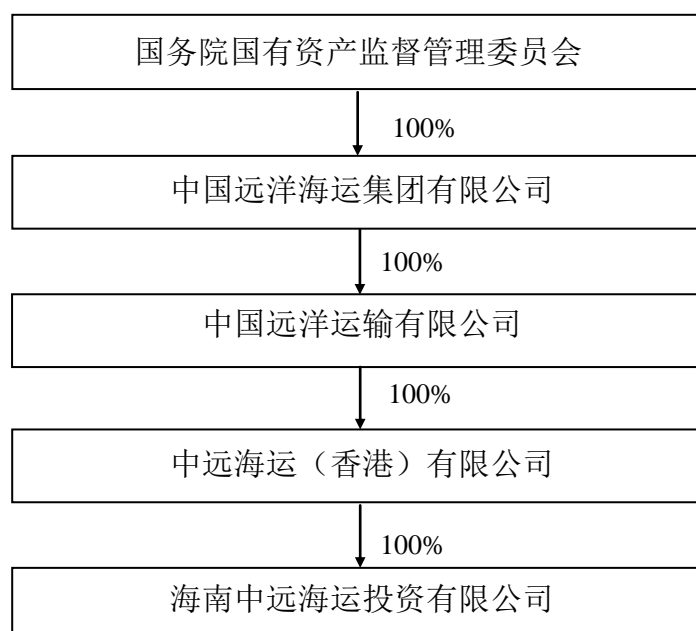 国务院国有资产监督管理委员会
100%
中国远洋海运集团有限公司
100%
中国远洋运输有限公司
100%
中远海运（香港）有限公司
100%
海南中远海运投资有限公司